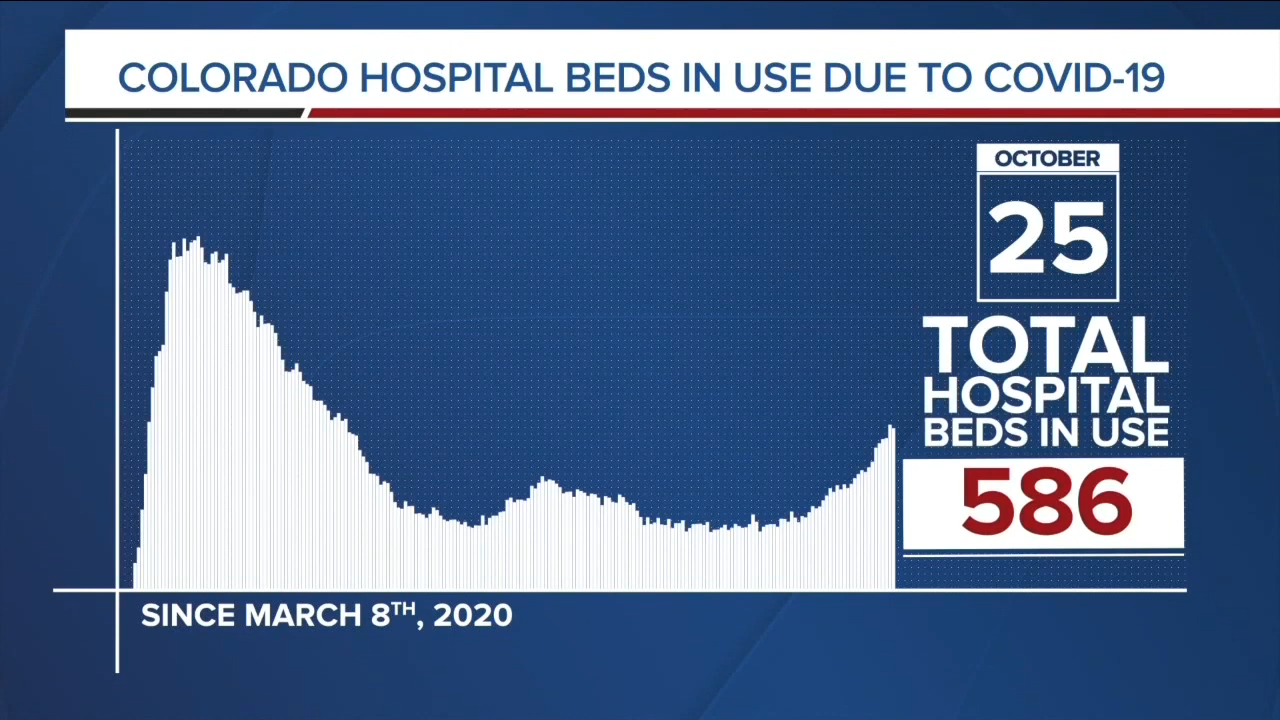 COLORADO HOSPITAL BEDS IN USE DUE TO COVID-19
OCTOBER
25
TOTAL
HOSPITAL
BEDS IN USE
586
SINCE MARCH 8TH, 2020